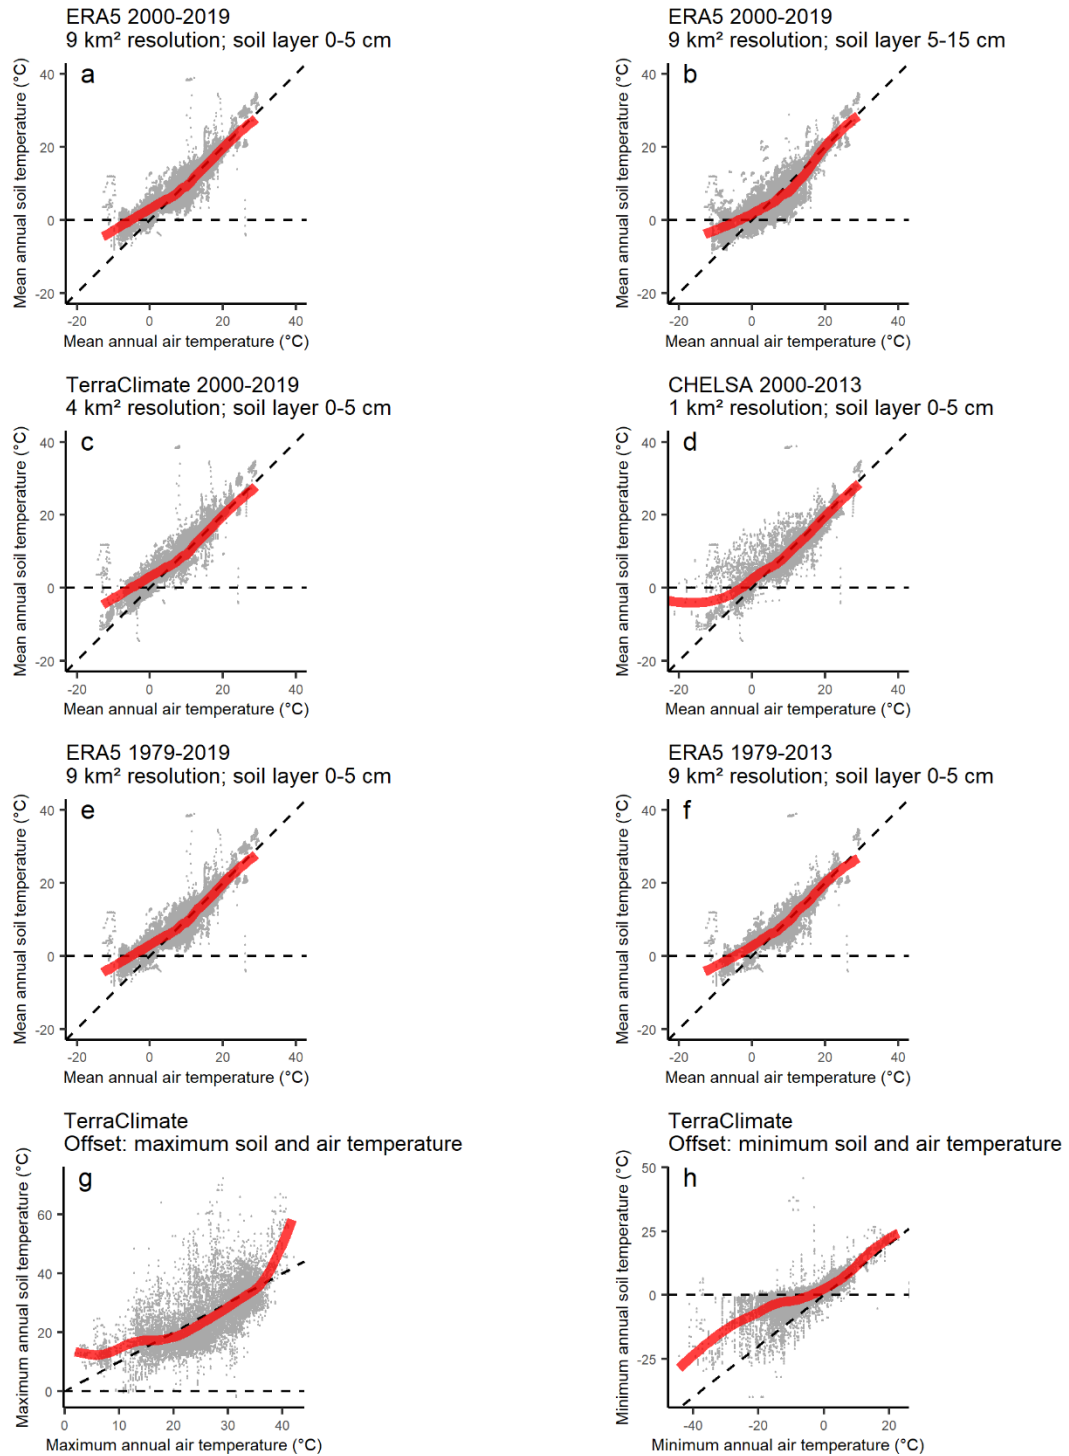 ERA5 2000-2019
9 km² resolution; soil layer 0-5 cm
a
Mean annual soil temperature (°C)
40
20
0
-20
-20 0 20 40
Mean annual air temperature (°C)
ERA5 2000-2019
9 km² resolution; soil layer 5-15 cm
b
Mean annual soil temperature (°C)
40
20
0
-20
-20 0 20 40
Mean annual air temperature (°C)
TerraClimate 2000-2019
4 km² resolution; soil layer 0-5 cm
c
Mean annual soil temperature (°C)
40
20
0
-20
-20 0 20 40
Mean annual air temperature (°C)
CHELSA 2000-2013
1 km² resolution; soil layer 0-5 cm
d
Mean annual soil temperature (°C)
40
20
0
-20
-20 0 20 40
Mean annual air temperature (°C)
ERA5 1979-2019
9 km² resolution; soil layer 0-5 cm
e
Mean annual soil temperature (°C)
40
20
0
-20
-20 0 20 40
Mean annual air temperature (°C)
ERA5 1979-2013
9 km² resolution; soil layer 0-5 cm
f
Mean annual soil temperature (°C)
40
20
0
-20
-20 0 20 40
Mean annual air temperature (°C)
TerraClimate
Offset: maximum soil and air temperature
g
Maximum annual soil temperature (°C)
60
40
20
0
0 10 20 30 40
Maximum annual air temperature (°C)
TerraClimate
Offset: minimum soil and air temperature
h
Minimum annual soil temperature (°C)
50
25
0
-25
-40 -20 0 20
Minimum annual air temperature (°C)